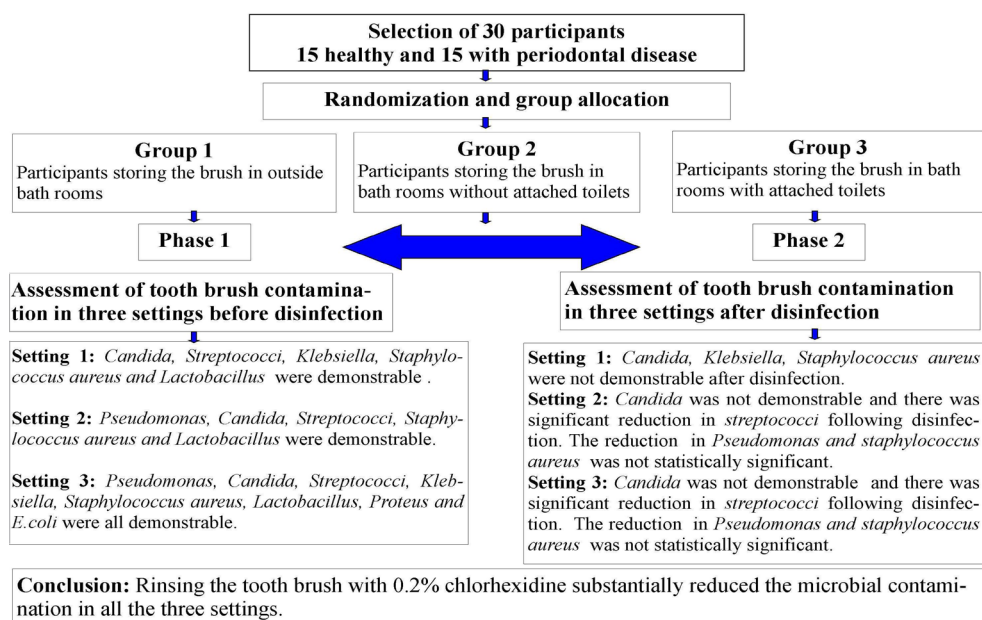 Selection of 30 participants
15 healthy and 15 with periodontal disease
Randomization and group allocation
Group 1
Participants storing the brush in outside
bath rooms
Group 2
Participants storing the brush in
bath rooms without attached toilets
Group 3
Participants storing the brush in bath
rooms with attached toilets
Phase 1
Phase 2
Assessment of tooth brush contamina-
tion in three settings before disinfection
Setting 1: Candida, Streptococci, Klebsiella, Staphylo-
coccus aureus and Lactobacillus were demonstrable .
Setting 2: Pseudomonas, Candida, Streptococci, Staphy-
lococcus aureus and Lactobacillus were demonstrable.
Setting 3: Pseudomonas, Candida, Streptococci, Kleb-
siella, Staphylococcus aureus, Lactobacillus, Proteus and
E.coli were all demonstrable.
Assessment of tooth brush contamination
in three settings after disinfection
Setting 1: Candida, Klebsiella, Staphylococcus aureus
were not demonstrable after disinfection.
Setting 2: Candida was not demonstrable and there was
significant reduction in streptococci following disinfec-
tion. The reduction in Pseudomonas and staphylococcus
aureus was not statistically significant.
Setting 3: Candida was not demonstrable and there was
significant reduction in streptococci following disinfec-
tion. The reduction in Pseudomonas and staphylococcus
aureus was not statistically significant.
Conclusion: Rinsing the tooth brush with 0.2% chlorhexidine substantially reduced the microbial contami-
nation in all the three settings.